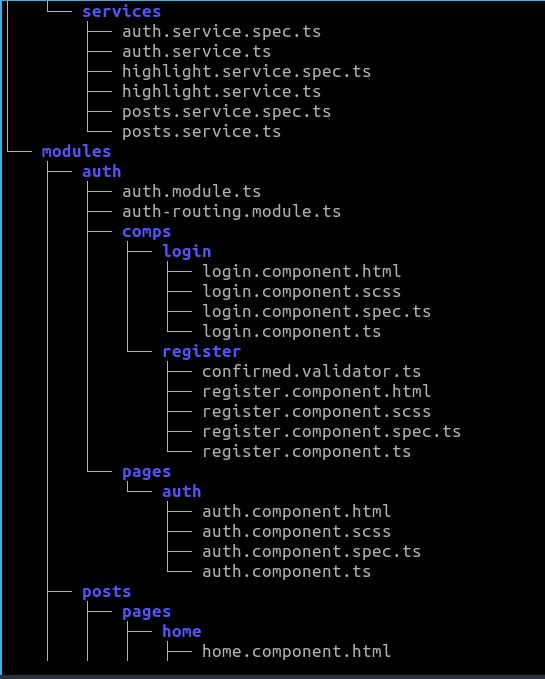 services
auth.service.spec.ts
auth.service.ts
highlight.service.spec.ts
highlight.service.ts
posts.service.spec.ts
posts.service.ts
modules
auth
auth.module.ts
auth-routing.module.ts
comps
login
login.component.html
login.component.scss
login.component.spec.ts
login.component.ts
register
confirmed.validator.ts
register.component.html
register.component.scss
register.component.spec.ts
register.component.ts
pages
auth
auth.component.html
auth.component.scss
auth.component.spec.ts
auth.component.ts
posts
pages
home
home.component.html